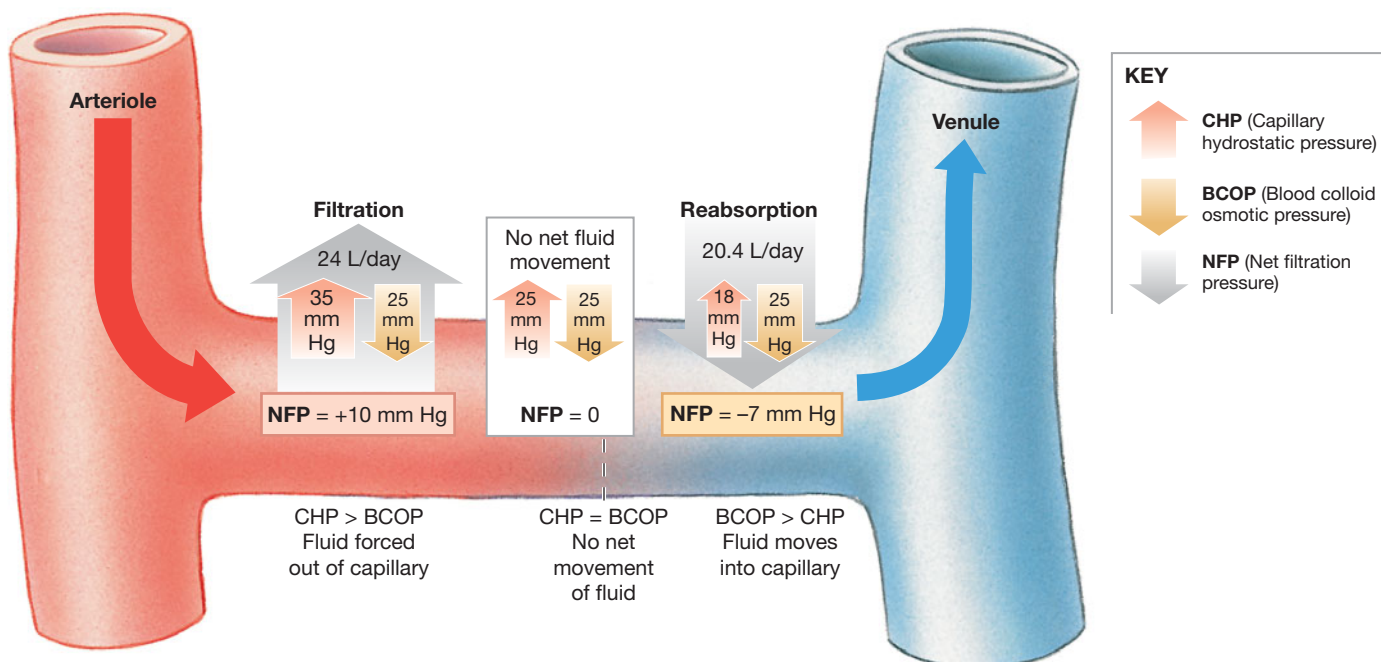 Arteriole
Filtration
24 L/day
35
mm
Hg
25
mm
Hg
NFP = +10 mm Hg
CHP > BCOP
Fluid forced
out of capillary
No net fluid
movement
25
mm
Hg
25
mm
Hg
NFP = 0
CHP = BCOP
No net
movement
of fluid
Reabsorption
20.4 L/day
18
mm
Hg
25
mm
Hg
NFP = –7 mm Hg
BCOP > CHP
Fluid moves
into capillary
Venule
KEY
CHP (Capillary
hydrostatic pressure)
BCOP (Blood colloid
osmotic pressure)
NFP (Net filtration
pressure)